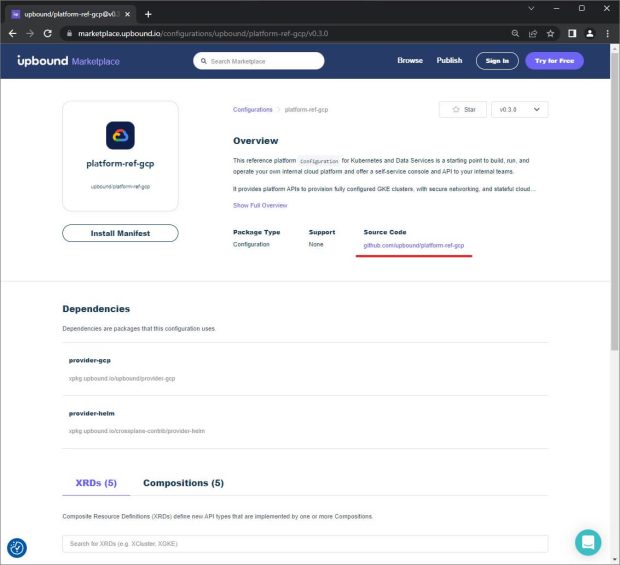 upbound/platform-ref-gcp@v0.3
marketplace.upbound.io/configurations/upbound/platform-ref-gcp/v0.3.0
upbound Marketplace
Search Marketplace
Browse
Publish
Sign In
Try for Free
platform-ref-gcp
upbound/platform-ref-gcp
Install Manifest
Configurations > platform-ref-gcp
Star
v0.3.0
Overview
This reference platform Configuration for Kubernetes and Data Services is a starting point to build, run, and
operate your own internal cloud platform and offer a self-service console and API to your internal teams.
It provides platform APIs to provision fully configured GKE clusters, with secure networking, and stateful cloud...
Show Full Overview
Package Type
Configuration
Support
None
Source Code
github.com/upbound/platform-ref-gcp
Dependencies
Dependencies are packages that this configuration uses.
provider-gcp
xpkg.upbound.io/upbound/provider-gcp
provider-helm
xpkg.upbound.io/crossplane-contrib/provider-helm
XRDs (5)
Compositions (5)
Composite Resource Definitions (XRDs) define new API types that are implemented by one or more Compositions.
Search for XRDs (e.g. XCluster, XGKE)